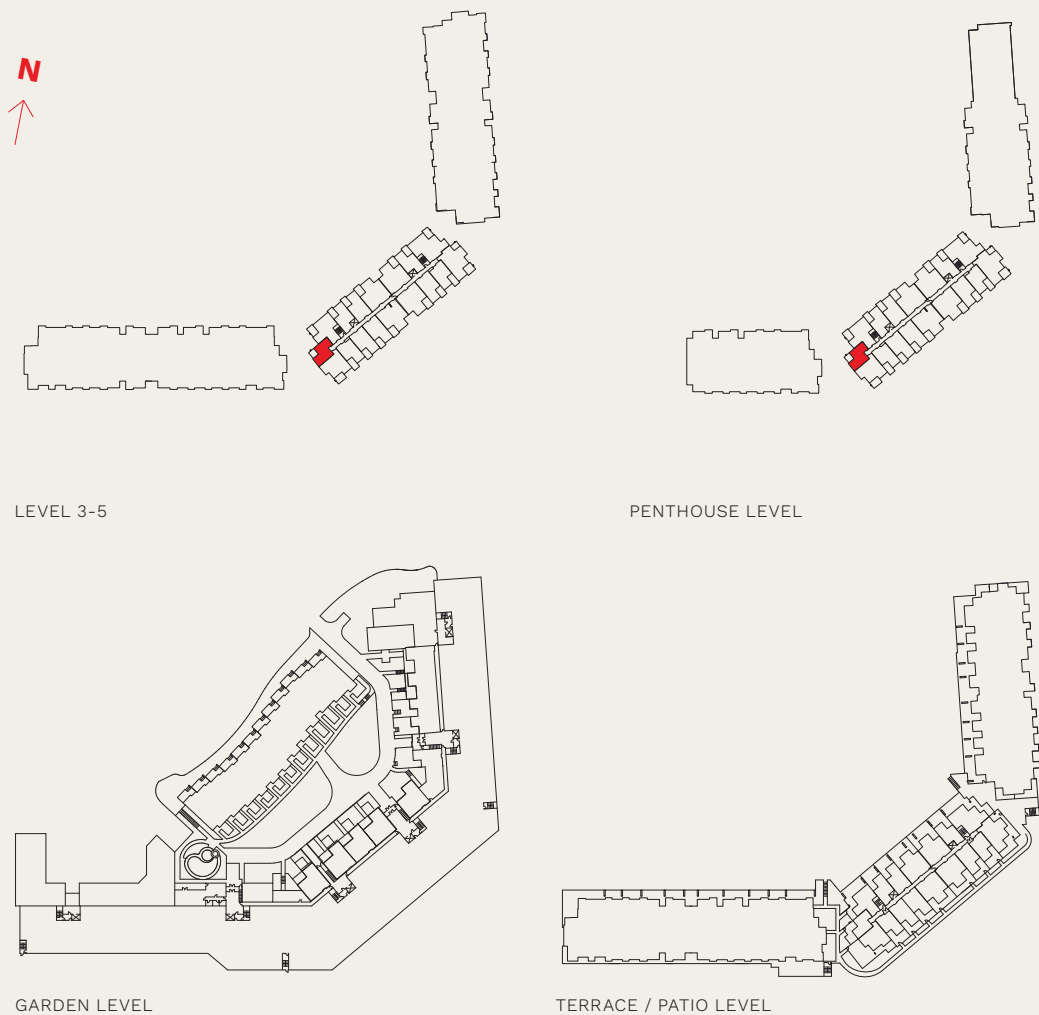 N
LEVEL 3-5
PENTHOUSE LEVEL
GARDEN LEVEL
TERRACE / PATIO LEVEL